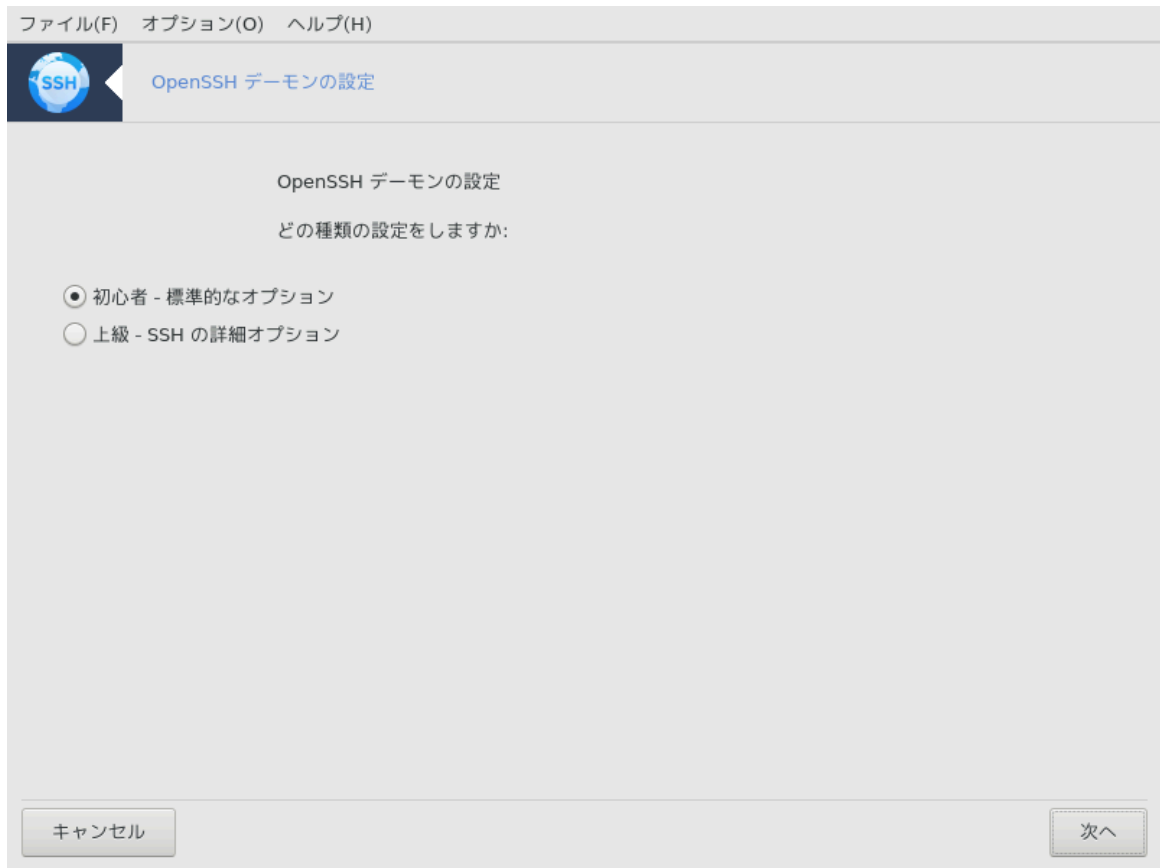 ファイル(F) オプション(O) ヘルプ(H)
SSH
OpenSSH デーモンの設定
OpenSSH デーモンの設定
どの種類の設定をしますか:
初心者 - 標準的なオプション
上級 - SSH の詳細オプション
キャンセル
次へ